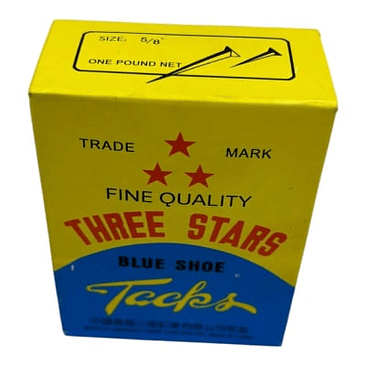 SIZE: 5/8"
ONE POUND NET
TRADE MARK
FINE QUALITY
THREE STARS
BLUE SHOE
Tacks